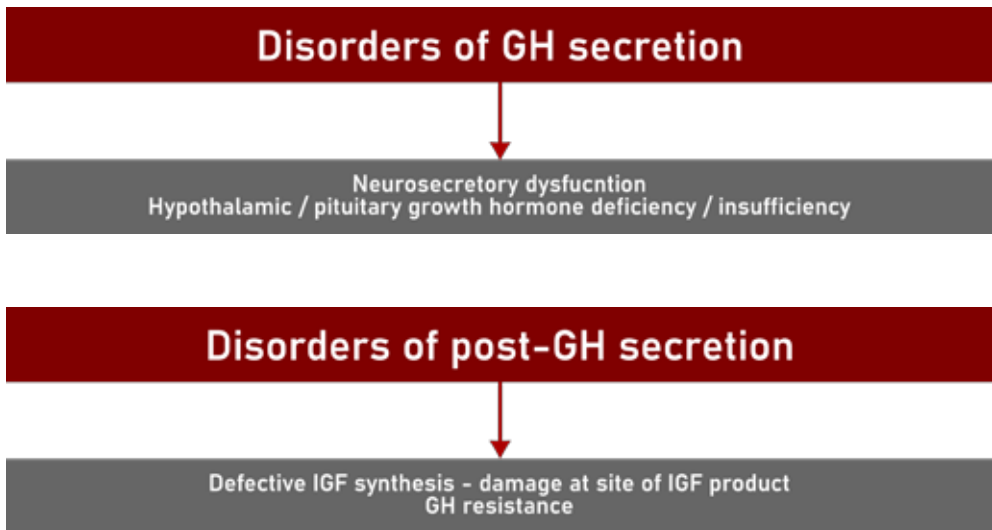 Disorders of GH secretion
Neurosecretory dysfucntion
Hypothalamic / pituitary growth hormone deficiency / insufficiency
Disorders of post-GH secretion
Defective IGF synthesis - damage at site of IGF product
GH resistance